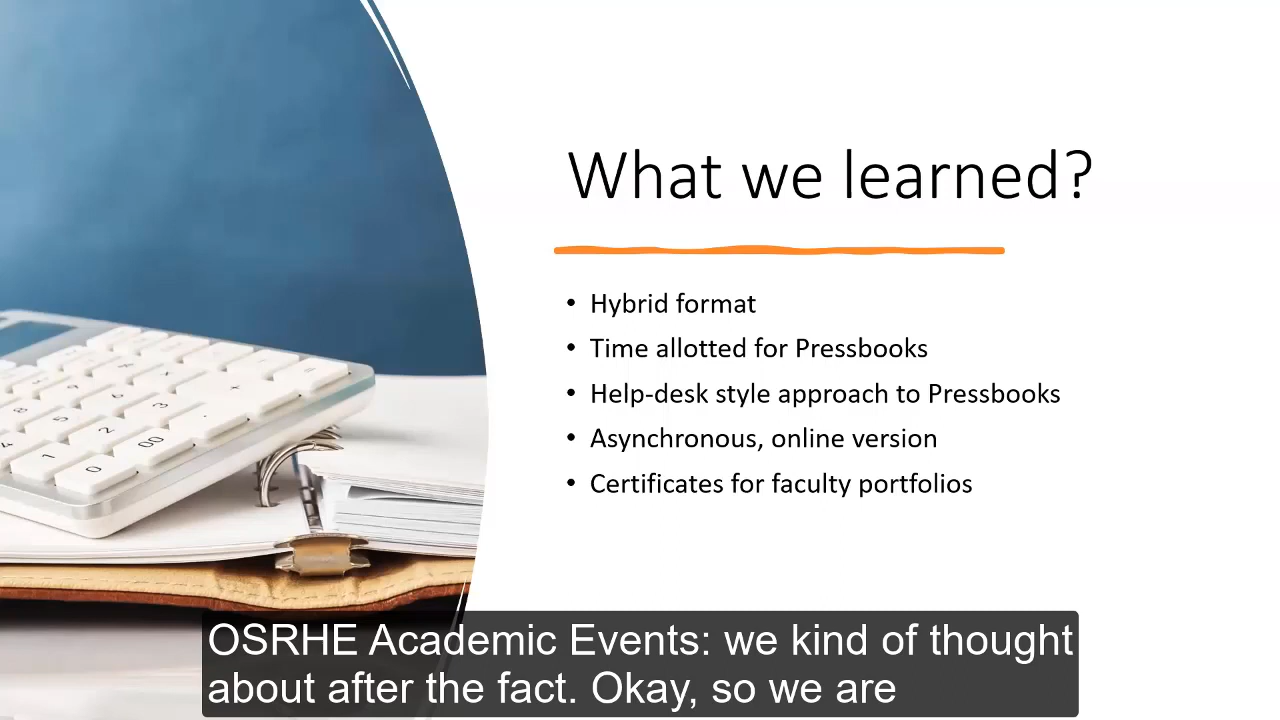 What we learned?
• Hybrid format
• Time allotted for Pressbooks
• Help-desk style approach to Pressbooks
• Asynchronous, online version
• Certificates for faculty portfolios
OSRHE Academic Events: we kind of thought
about after the fact. Okay, so we are